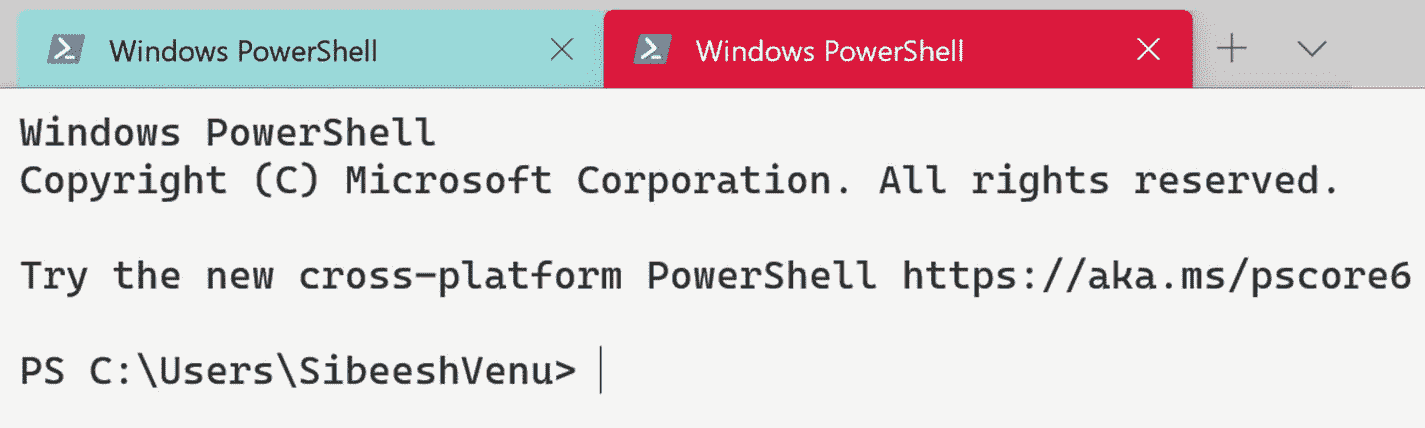 Windows PowerShell
Windows PowerShell
Windows PowerShell
Copyright (C) Microsoft Corporation. All rights reserved.
Try the new cross-platform PowerShell https://aka.ms/pscore6
PS C:\Users\SibeeshVenu>